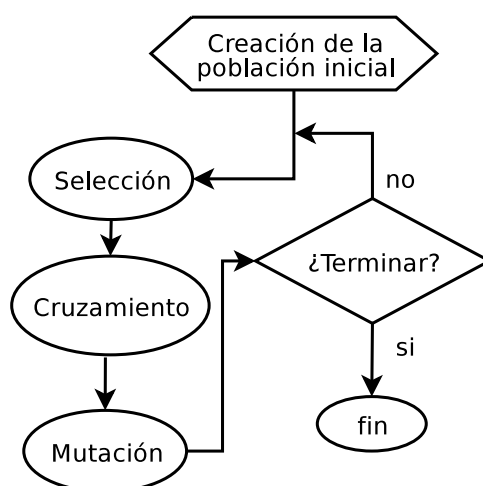 Creación de la
población inicial
Selección
no
¿Terminar?
Cruzamiento
si
fin
Mutación